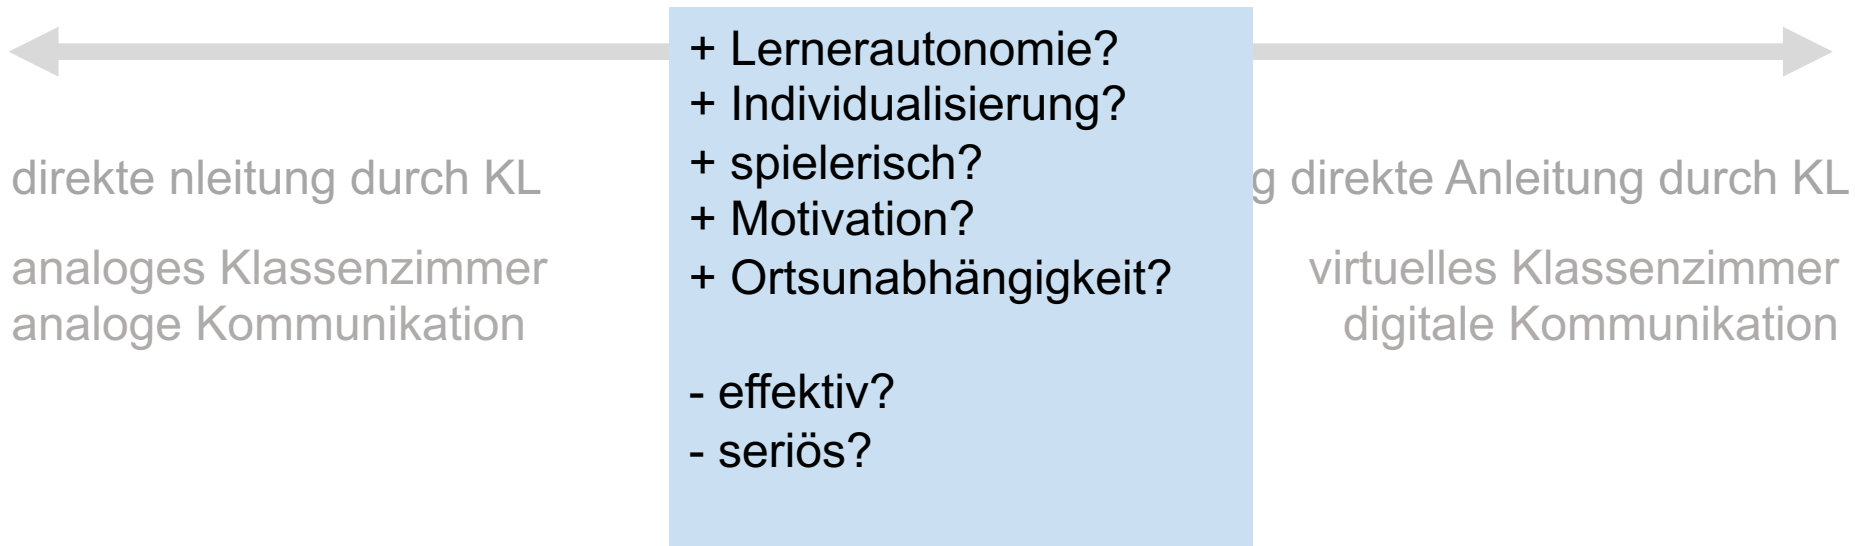 + Lernerautonomie?
+ Individualisierung?
+ spielerisch?
+ Motivation?
+ Ortsunabhängigkeit?
- effektiv?
- seriös?
direkte nleitung durch KL
analoges Klassenzimmer
analoge Kommunikation
g direkte Anleitung durch KL
virtuelles Klassenzimmer
digitale Kommunikation